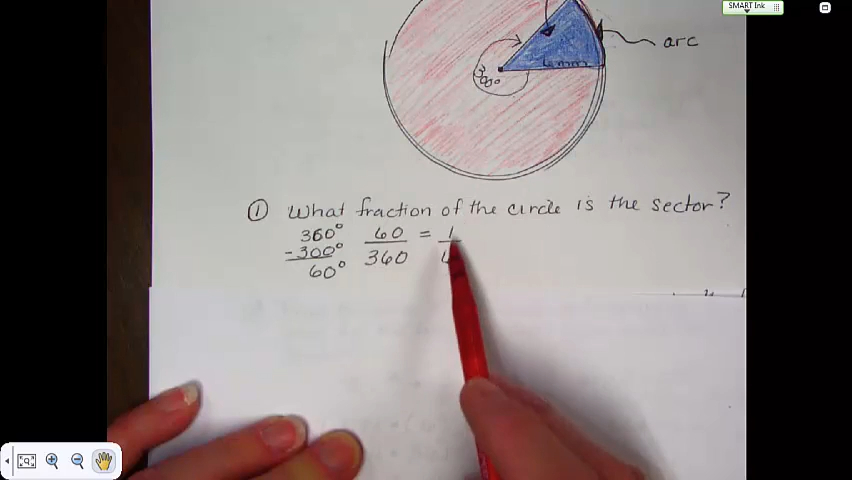 SMART Ink
arc
6 mm
300°
① What fraction of the circle is the sector?
360° 60 = 1
-300° 360
60°